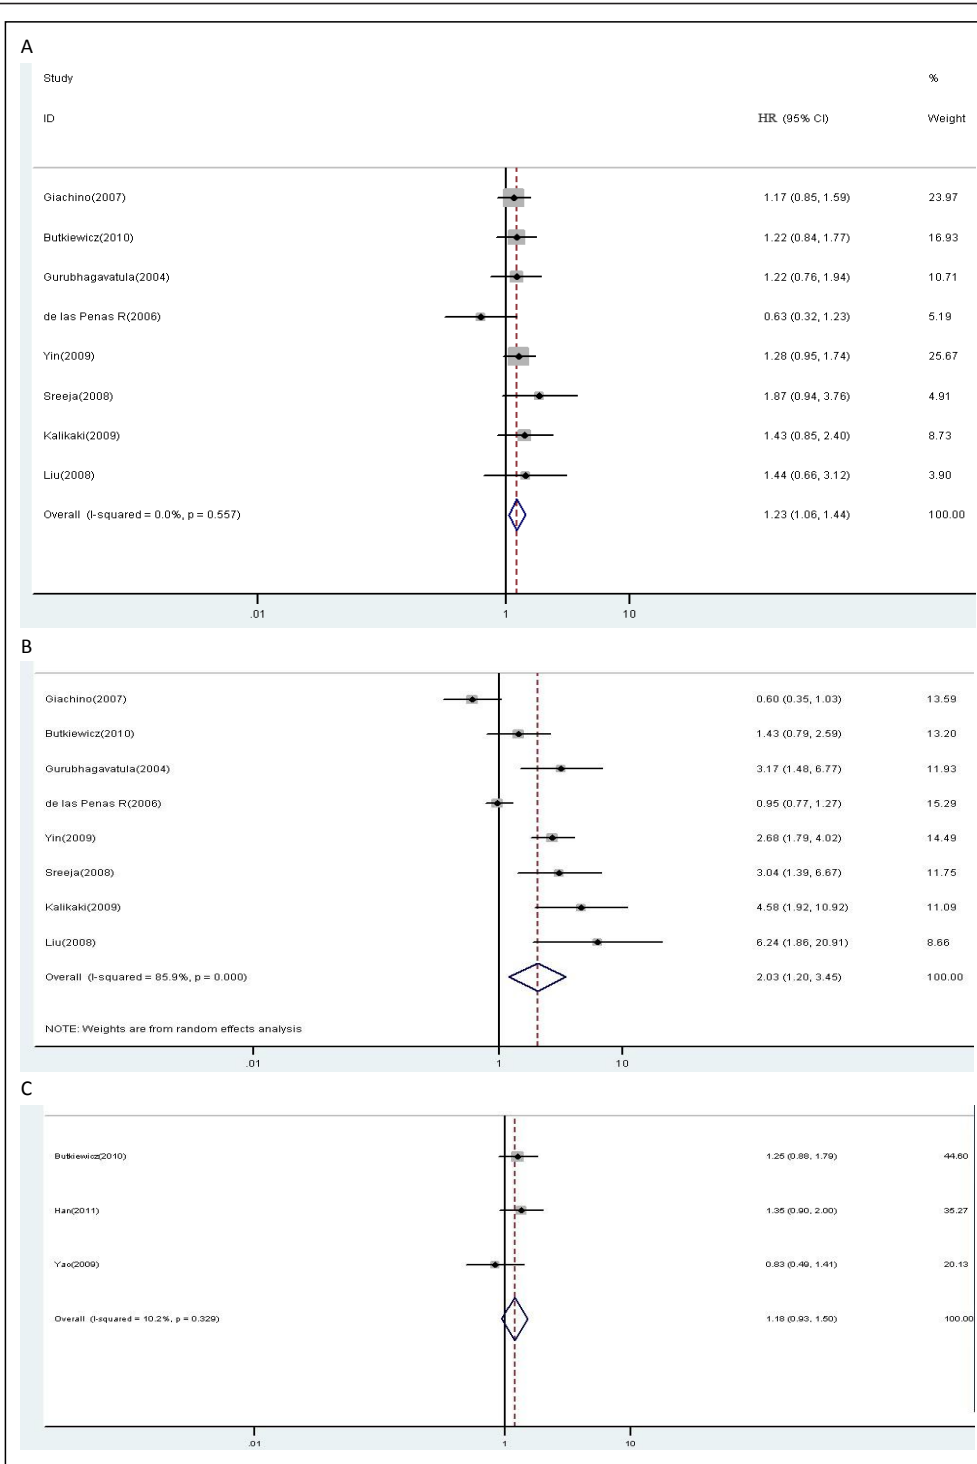 A
Study %
ID HR (95% CI) Weight
Giachino(2007) 1.17 (0.85, 1.59) 23.97
Butkiewicz(2010) 1.22 (0.84, 1.77) 16.93
Gurubhagavatula(2004) 1.22 (0.76, 1.94) 10.71
de las Penas R(2006) 0.63 (0.32, 1.23) 5.19
Yin(2009) 1.28 (0.95, 1.74) 25.67
Sreeja(2008) 1.87 (0.94, 3.76) 4.91
Kalikaki(2009) 1.43 (0.85, 2.40) 8.73
Liu(2008) 1.44 (0.66, 3.12) 3.90
Overall (I-squared = 0.0%, p = 0.557) 1.23 (1.06, 1.44) 100.00
.01 1 10
B
Giachino(2007) 0.60 (0.35, 1.03) 13.59
Butkiewicz(2010) 1.43 (0.79, 2.59) 13.20
Gurubhagavatula(2004) 3.17 (1.48, 6.77) 11.93
de las Penas R(2006) 0.95 (0.77, 1.27) 15.29
Yin(2009) 2.68 (1.79, 4.02) 14.49
Sreeja(2008) 3.04 (1.39, 6.67) 11.75
Kalikaki(2009) 4.58 (1.92, 10.92) 11.09
Liu(2008) 6.24 (1.86, 20.91) 8.66
Overall (I-squared = 85.9%, p = 0.000) 2.03 (1.20, 3.45) 100.00
NOTE: Weights are from random effects analysis
.01 1 10
C
Butkiewicz(2010) 1.25 (0.88, 1.79) 44.60
Han(2011) 1.35 (0.90, 2.00) 35.27
Yao(2009) 0.83 (0.49, 1.41) 20.13
Overall (I-squared = 10.2%, p = 0.329) 1.18 (0.93, 1.50) 100.00
.01 1 10